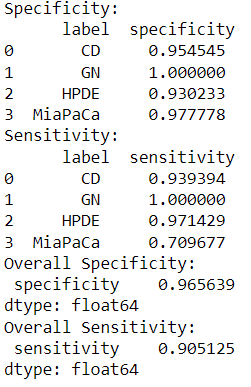 Specificity:
label specificity
0 CD 0.954545
1 GN 1.000000
2 HPDE 0.930233
3 MiaPaCa 0.977778
Sensitivity:
label sensitivity
0 CD 0.939394
1 GN 1.000000
2 HPDE 0.971429
3 MiaPaCa 0.709677
Overall Specificity:
specificity 0.965639
dtype: float64
Overall Sensitivity:
sensitivity 0.905125
dtype: float64